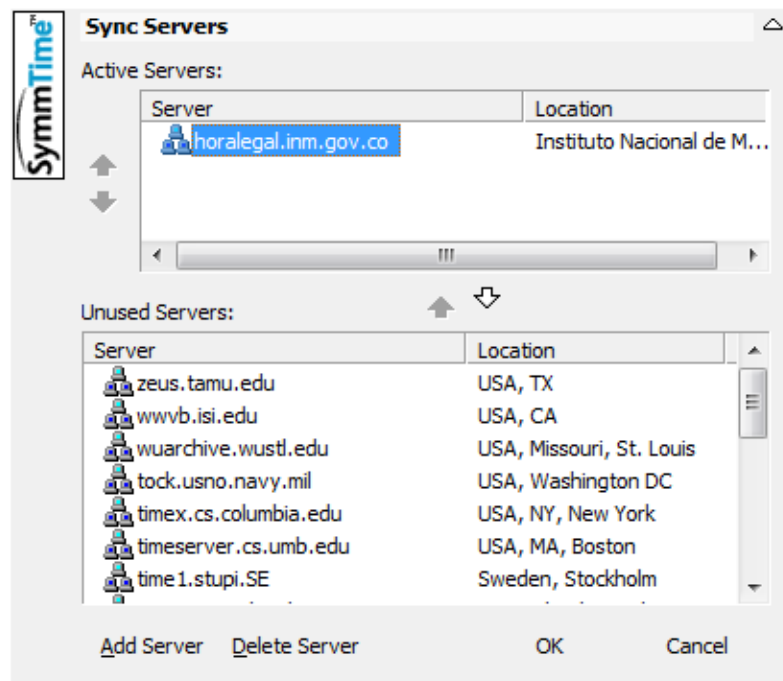 SymmTime
Sync Servers
Active Servers:
Server Location
horalegal.inm.gov.co Instituto Nacional de M...
Unused Servers:
Server Location
zeus.tamu.edu USA, TX
wwvb.isi.edu USA, CA
wuarchive.wustl.edu USA, Missouri, St. Louis
tock.usno.navy.mil USA, Washington DC
timex.cs.columbia.edu USA, NY, New York
timeserver.cs.umb.edu USA, MA, Boston
time1.stupi.SE Sweden, Stockholm
Add Server Delete Server OK Cancel